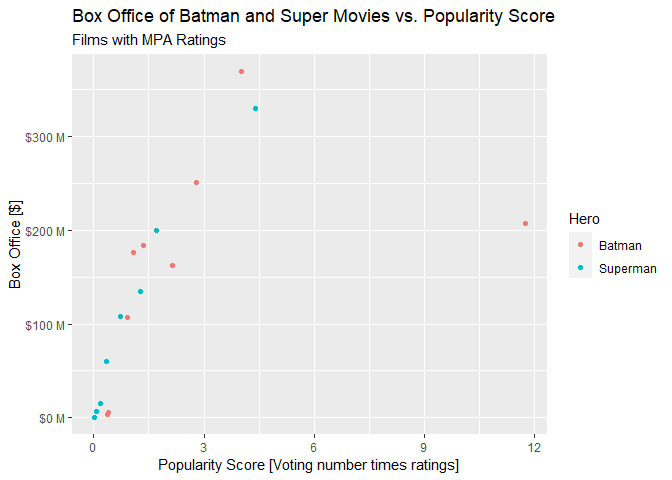 Box Office of Batman and Super Movies vs. Popularity Score
Films with MPA Ratings
$300 M
$200 M
$100 M
$0 M
Box Office [$]
0 3 6 9 12
Popularity Score [Voting number times ratings]
Hero
Batman
Superman